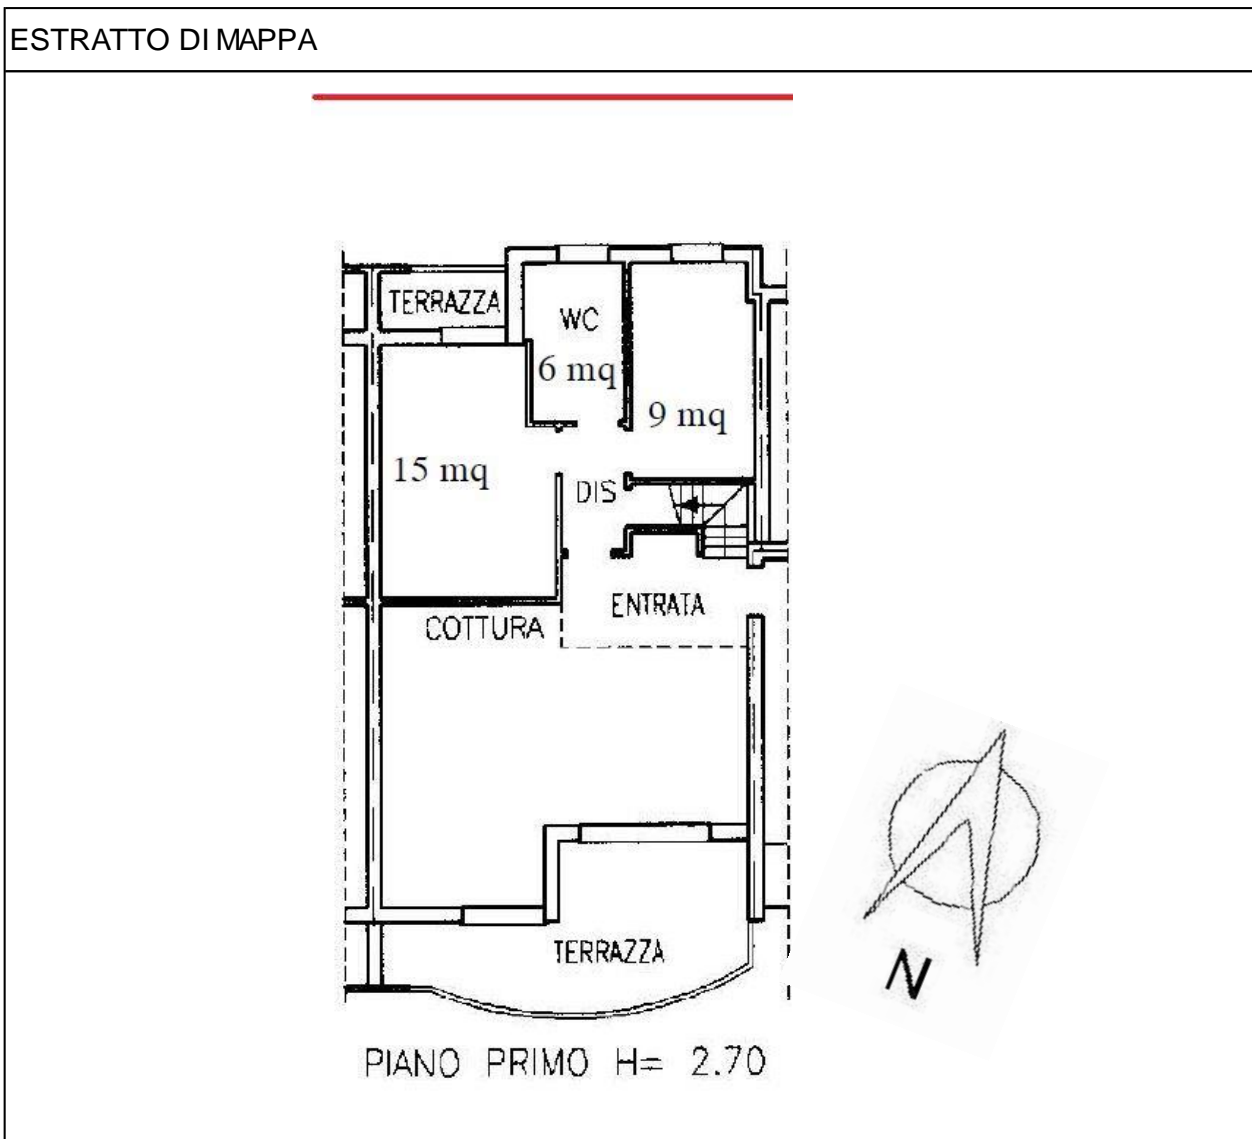 ESTRATTO DI MAPPA
TERRAZZA
WC
6 mq
9 mq
15 mq
DIS
ENTRATA
COTTURA
TERRAZZA
N
PIANO PRIMO H= 2.70